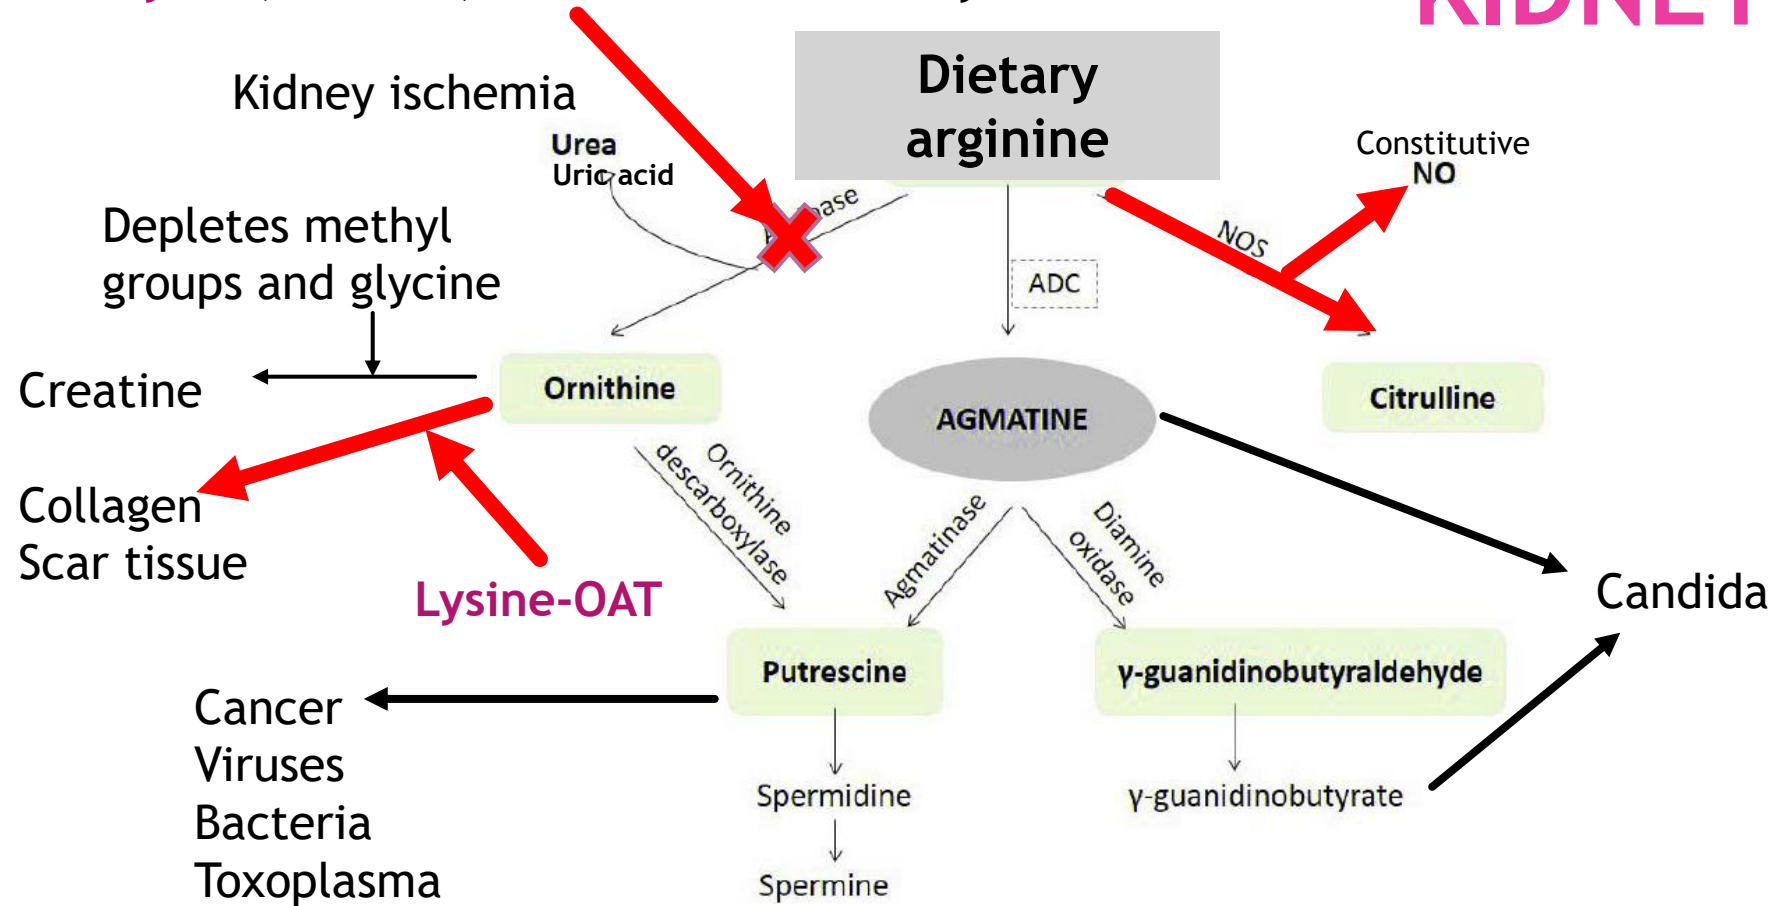 KIDNEY
Kidney ischemia
Dietary
arginine
Urea
Uric acid
Constitutive
NO
NOS
Depletes methyl
groups and glycine
ADC
Creatine
Ornithine
AGMATINE
Citrulline
Collagen
Scar tissue
Ornithine
descarboxylase
Agmatinase
Diamine
oxidase
Lysine-OAT
Candida
Putrescine
γ-guanidinobutyraldehyde
Cancer
Viruses
Bacteria
Toxoplasma
Spermidine
γ-guanidinobutyrate
Spermine